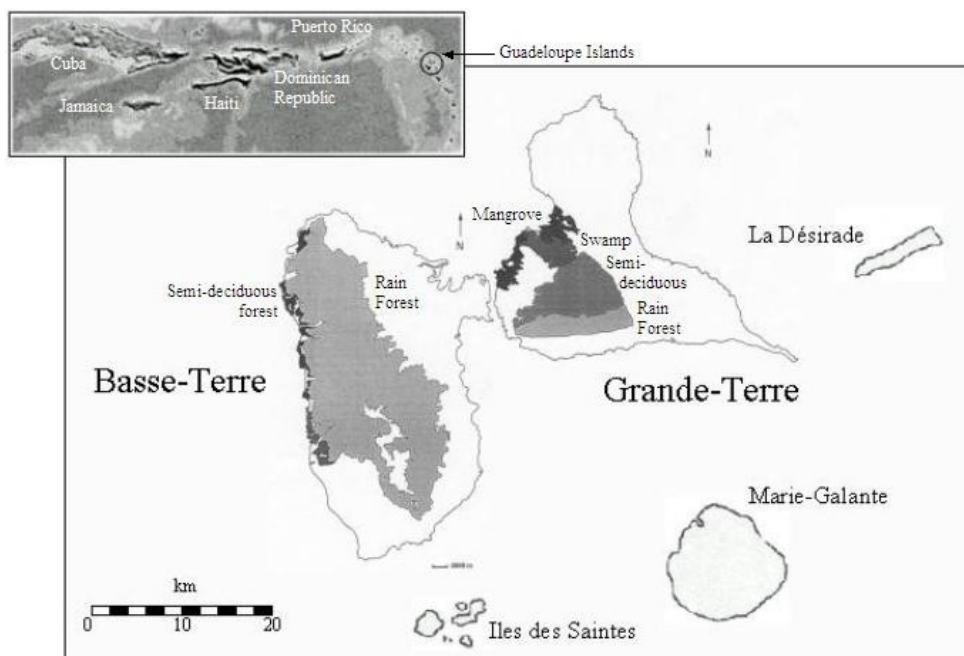 Puerto Rico
Guadeloupe Islands
Cuba
Dominican
Republic
Jamaica
Haiti
N
Mangrove
N
Swamp
La Désirade
Semi-
deciduous
Semi-deciduous
forest
Rain
Forest
Rain
Forest
Basse-Terre
Grande-Terre
Marie-Galante
km
0 10 20
Iles des Saintes